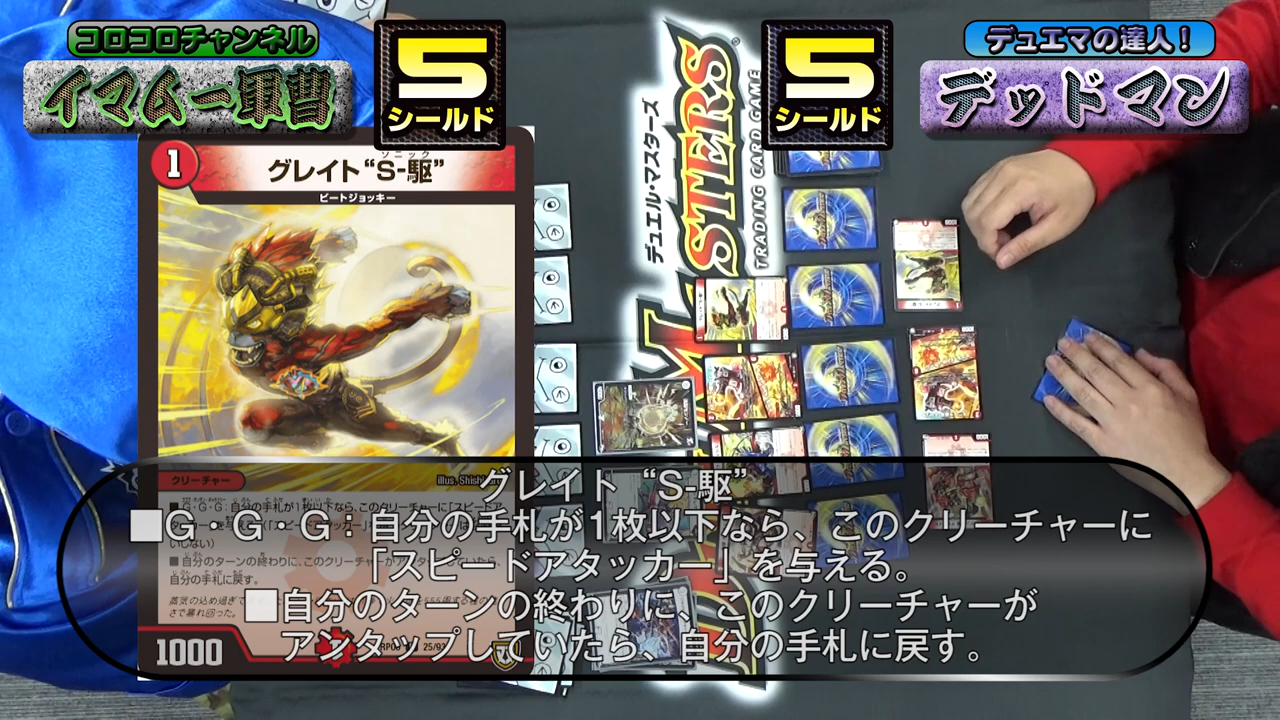 コロコロチャンネル
イマムー軍曹
5
シールド
5
シールド
デュエマの達人!
デッドマン
1
ソニック
グレイト“S-駆”
ビートジョッキー
デュエル・マスターズ
TRADING CARD GAME
クリーチャー
グレイト“S-駆”
■G・G・G：自分の手札が1枚以下なら、このクリーチャーに
「スピードアタッカー」を与える。
■自分のターンの終わりに、このクリーチャーが
アンタップしていたら、自分の手札に戻す。
1000